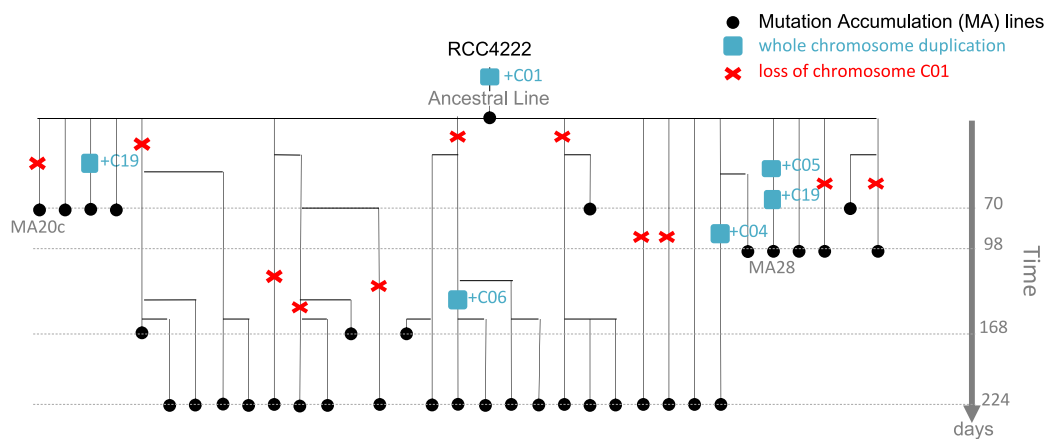 Mutation Accumulation (MA) lines
RCC4222
whole chromosome duplication
+C01
loss of chromosome C01
Ancestral Line
+C19
+C05
+C19
70
MA20c
+C04
98
MA28
Time
+C06
168
224
days